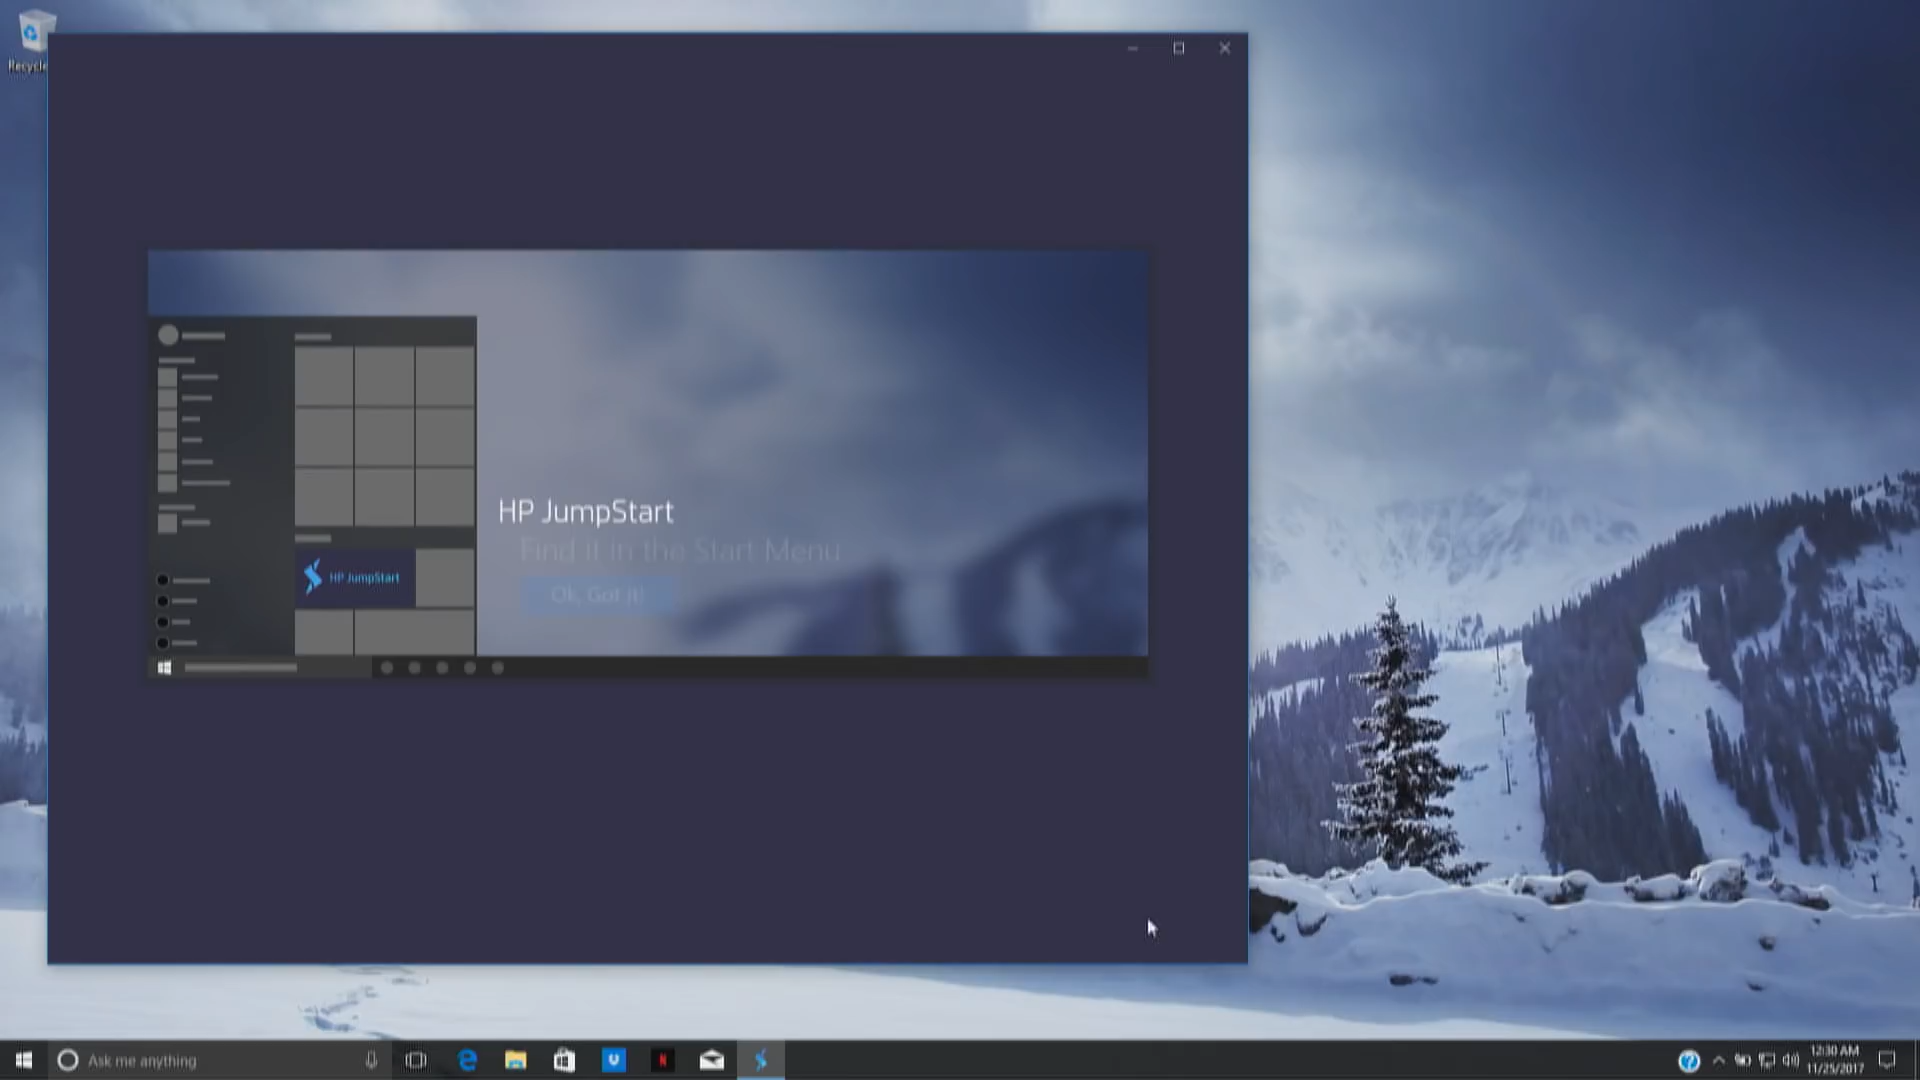 Recycle
HP JumpStart
Find it in the Start Menu
HP JumpStart
Ok, Got it!
Ask me anything
12:30 AM
11/25/2017